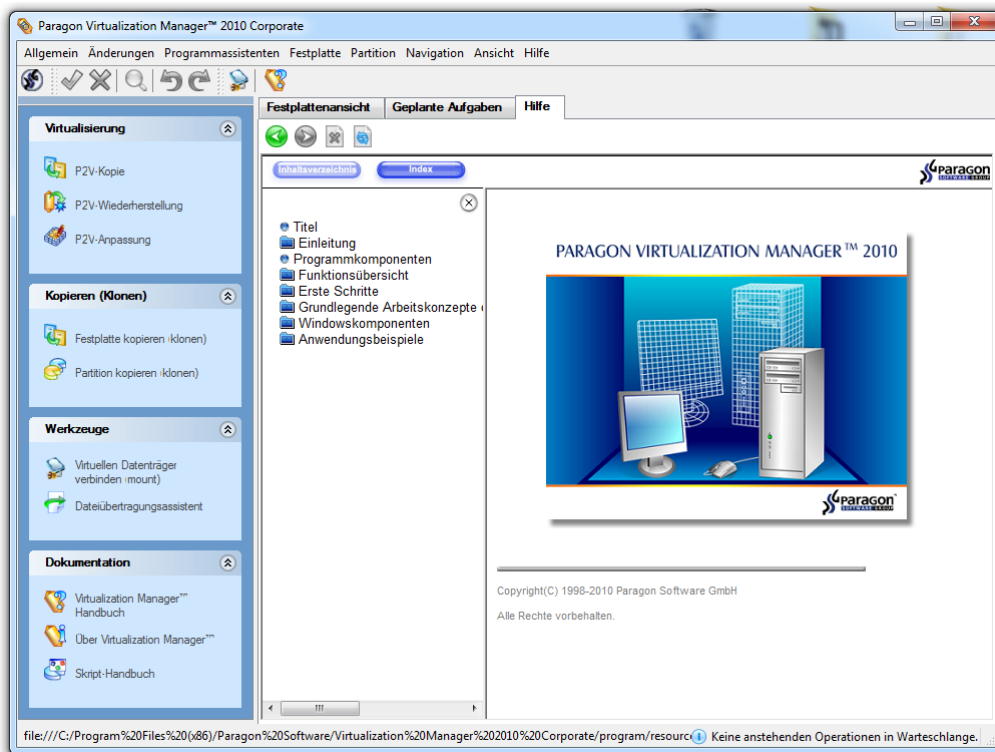 Paragon Virtualization Manager™ 2010 Corporate
Allgemein Änderungen Programmassistenten Festplatte Partition Navigation Ansicht Hilfe
Festplattenansicht Geplante Aufgaben Hilfe
Virtualisierung
P2V-Kopie
P2V-Wiederherstellung
P2V-Anpassung
Kopieren (Klonen)
Festplatte kopieren (klonen)
Partition kopieren (klonen)
Werkzeuge
Virtuellen Datenträger
verbinden (mount)
Dateiübertragungsassistent
Dokumentation
Virtualization Manager™
Handbuch
Über Virtualization Manager™
Skript-Handbuch
Inhaltsverzeichnis Index
Paragon
SOFTWARE GROUP
Titel
Einleitung
Programmkomponenten
Funktionsübersicht
Erste Schritte
Grundlegende Arbeitskonzepte
Windowskomponenten
Anwendungsbeispiele
PARAGON VIRTUALIZATION MANAGER™ 2010
Paragon
SOFTWARE GROUP
Copyright(C) 1998-2010 Paragon Software GmbH
Alle Rechte vorbehalten.
file:///C:/Program%20Files%20(x86)/Paragon%20Software/Virtualization%20Manager%202010%20Corporate/program/resourc Keine anstehenden Operationen in Warteschlange.